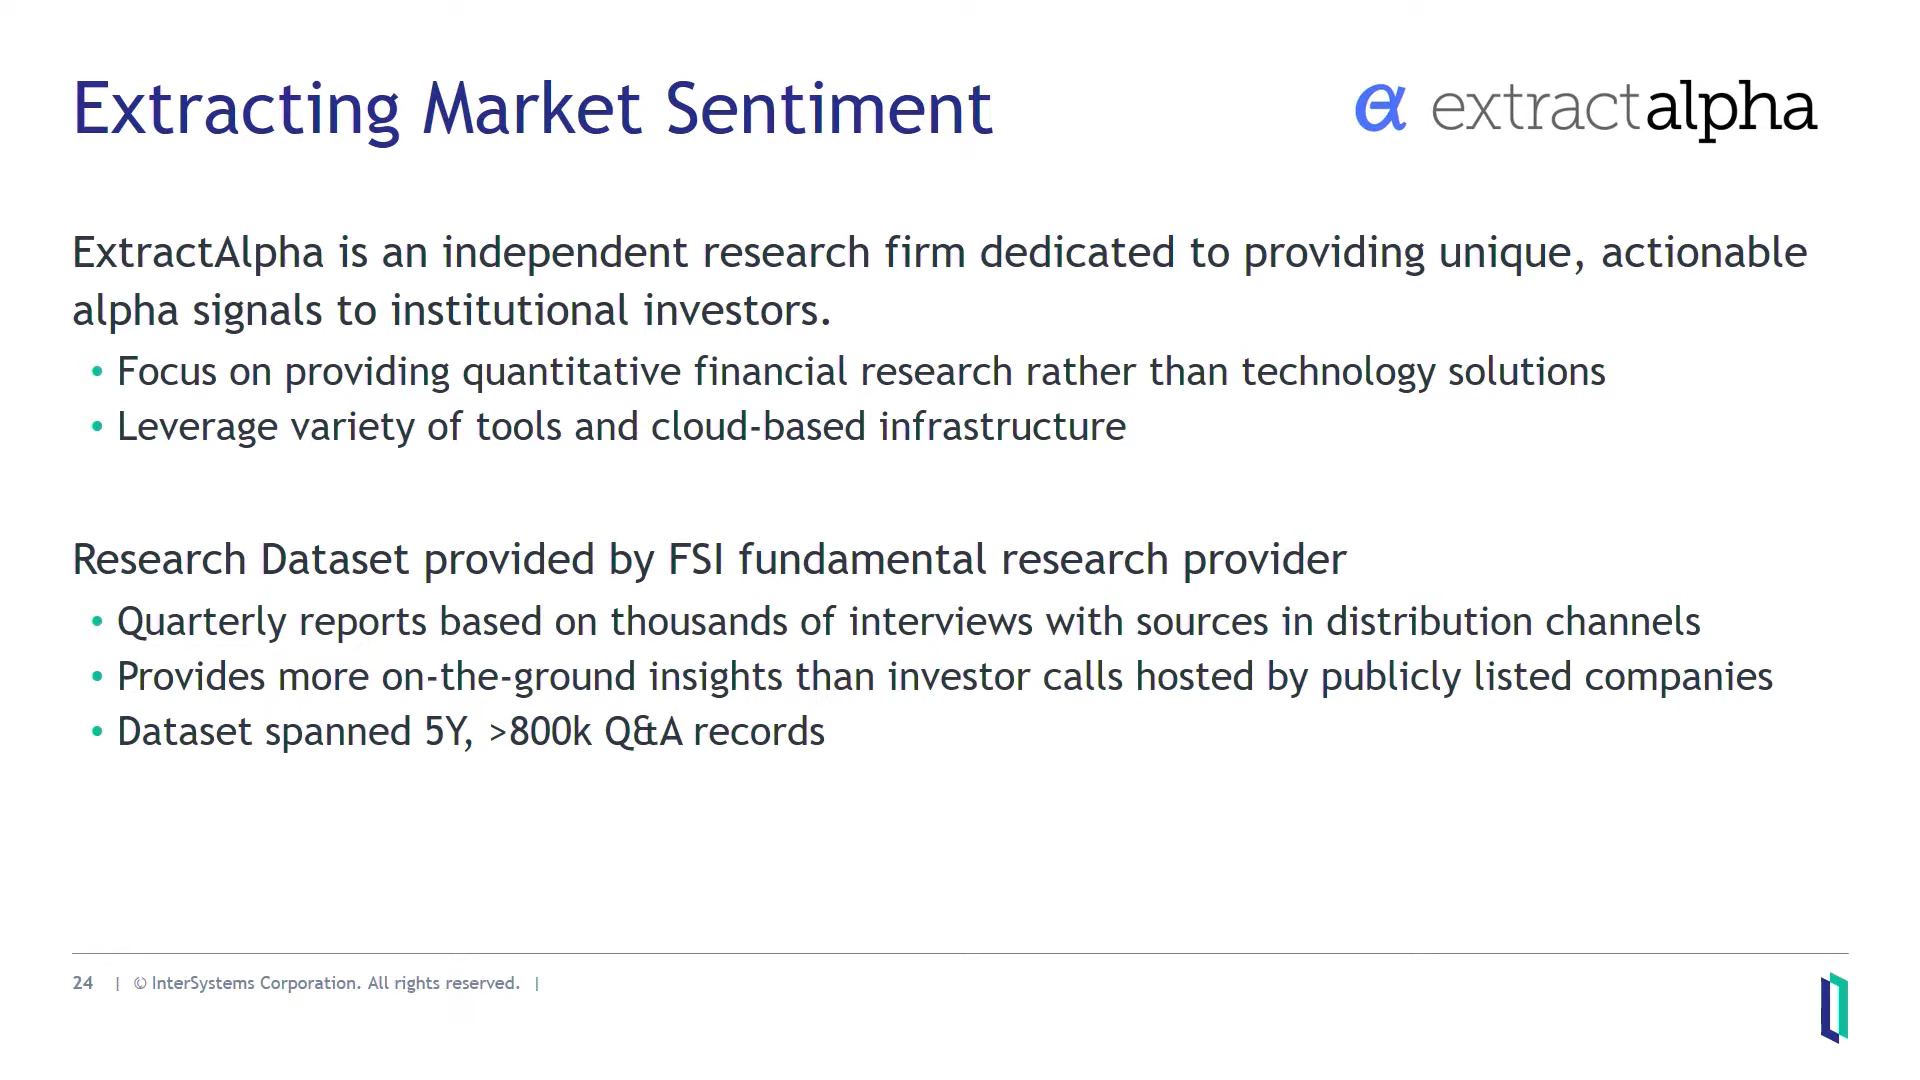 Extracting Market Sentiment
extractalpha
ExtractAlpha is an independent research firm dedicated to providing unique, actionable
alpha signals to institutional investors.
• Focus on providing quantitative financial research rather than technology solutions
• Leverage variety of tools and cloud-based infrastructure
Research Dataset provided by FSI fundamental research provider
• Quarterly reports based on thousands of interviews with sources in distribution channels
• Provides more on-the-ground insights than investor calls hosted by publicly listed companies
• Dataset spanned 5Y, >800k Q&A records
24 | © InterSystems Corporation. All rights reserved. |